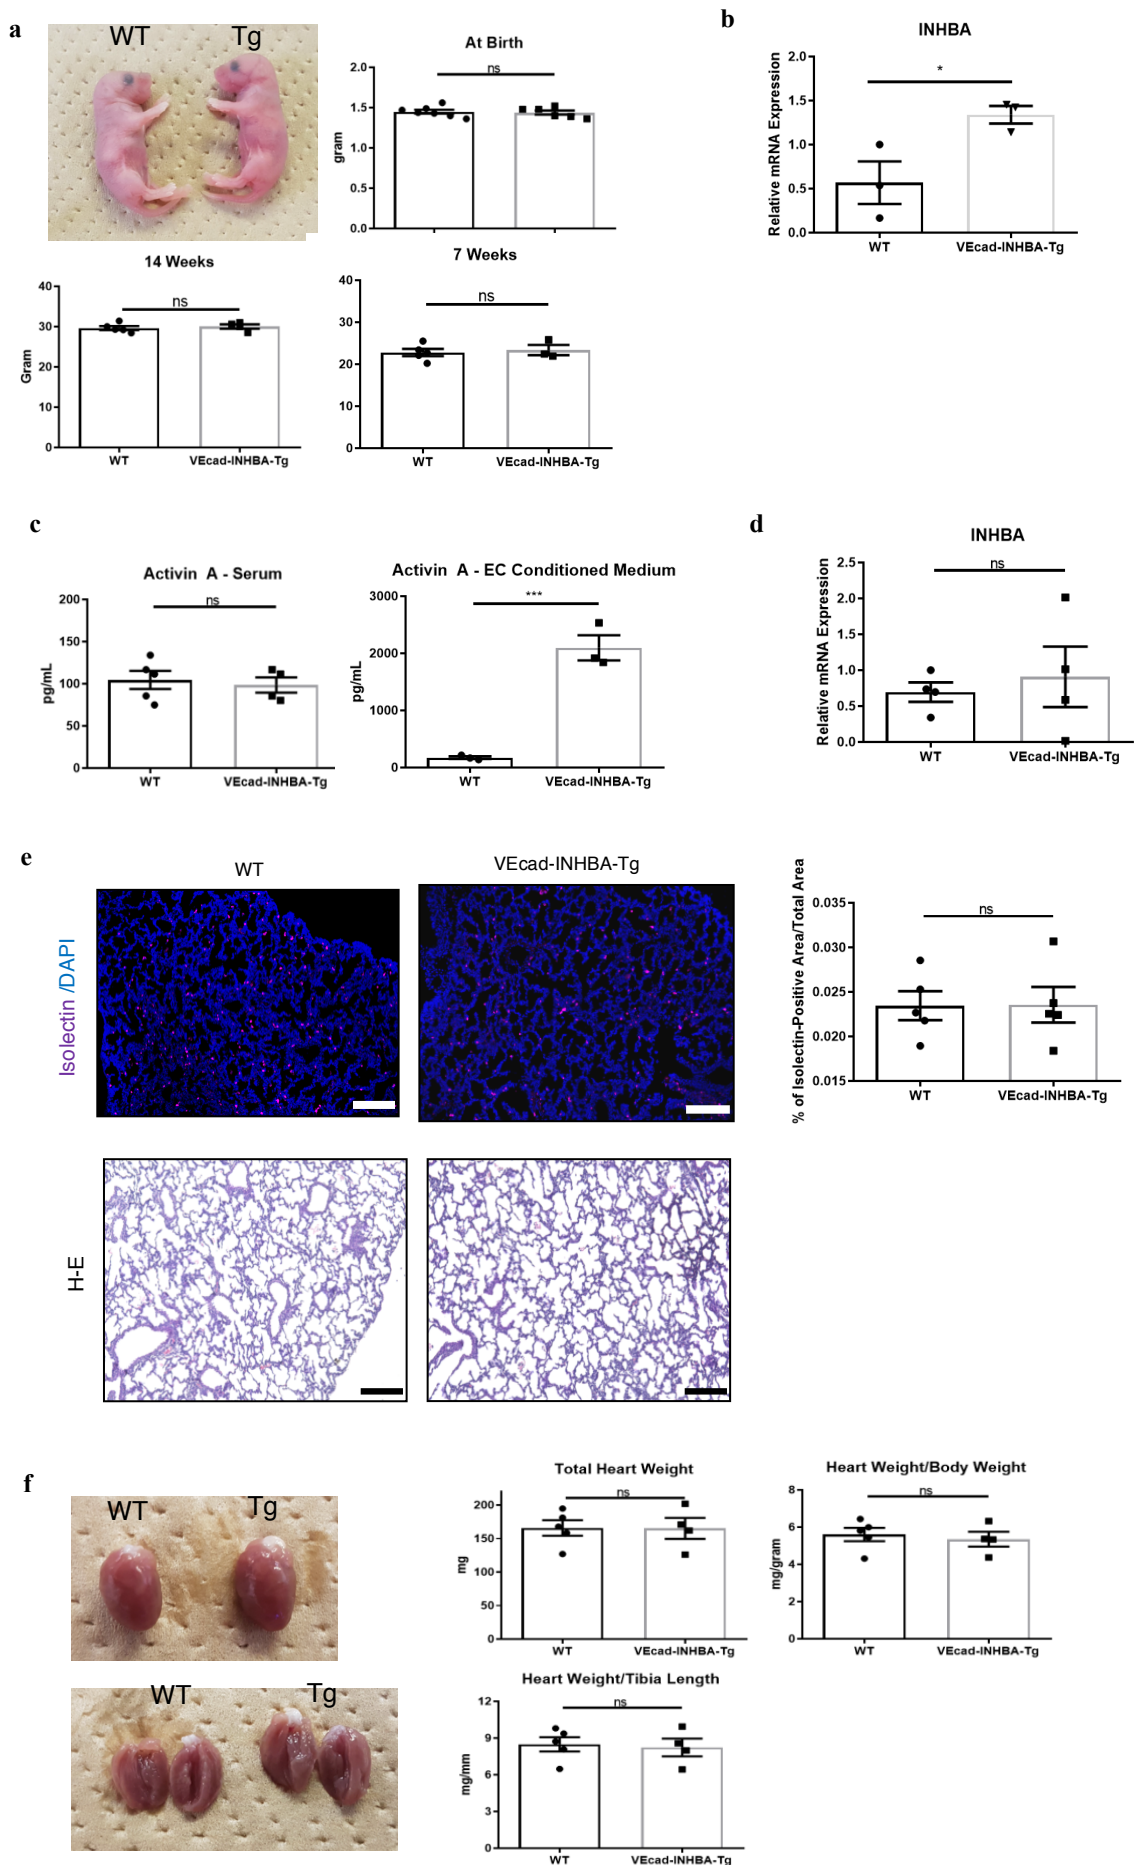 a
WT Tg
At Birth
ns
gram
2.0
1.5
1.0
0.5
0.0
b
INHBA
*
Relative mRNA Expression
2.0
1.5
1.0
0.5
0.0
WT VEcad-INHBA-Tg
14 Weeks
ns
Gram
40
30
20
10
0
WT VEcad-INHBA-Tg
7 Weeks
ns
40
30
20
10
0
WT VEcad-INHBA-Tg
c
Activin A - Serum
ns
pg/mL
200
150
100
50
0
WT VEcad-INHBA-Tg
Activin A - EC Conditioned Medium
***
pg/mL
3000
2000
1000
0
WT VEcad-INHBA-Tg
d
INHBA
ns
Relative mRNA Expression
2.5
2.0
1.5
1.0
0.5
0.0
WT VEcad-INHBA-Tg
e
WT VEcad-INHBA-Tg
Isolectin /DAPI
H-E
% of Isolectin-Positive Area/Total Area
ns
0.035
0.030
0.025
0.020
0.015
WT VEcad-INHBA-Tg
f
WT Tg
WT Tg
Total Heart Weight
ns
mg
200
150
100
50
0
WT VEcad-INHBA-Tg
Heart Weight/Body Weight
ns
mg/gram
8
6
4
2
0
WT VEcad-INHBA-Tg
Heart Weight/Tibia Length
ns
mg/mm
12
9
6
3
0
WT VEcad-INHBA-Tg